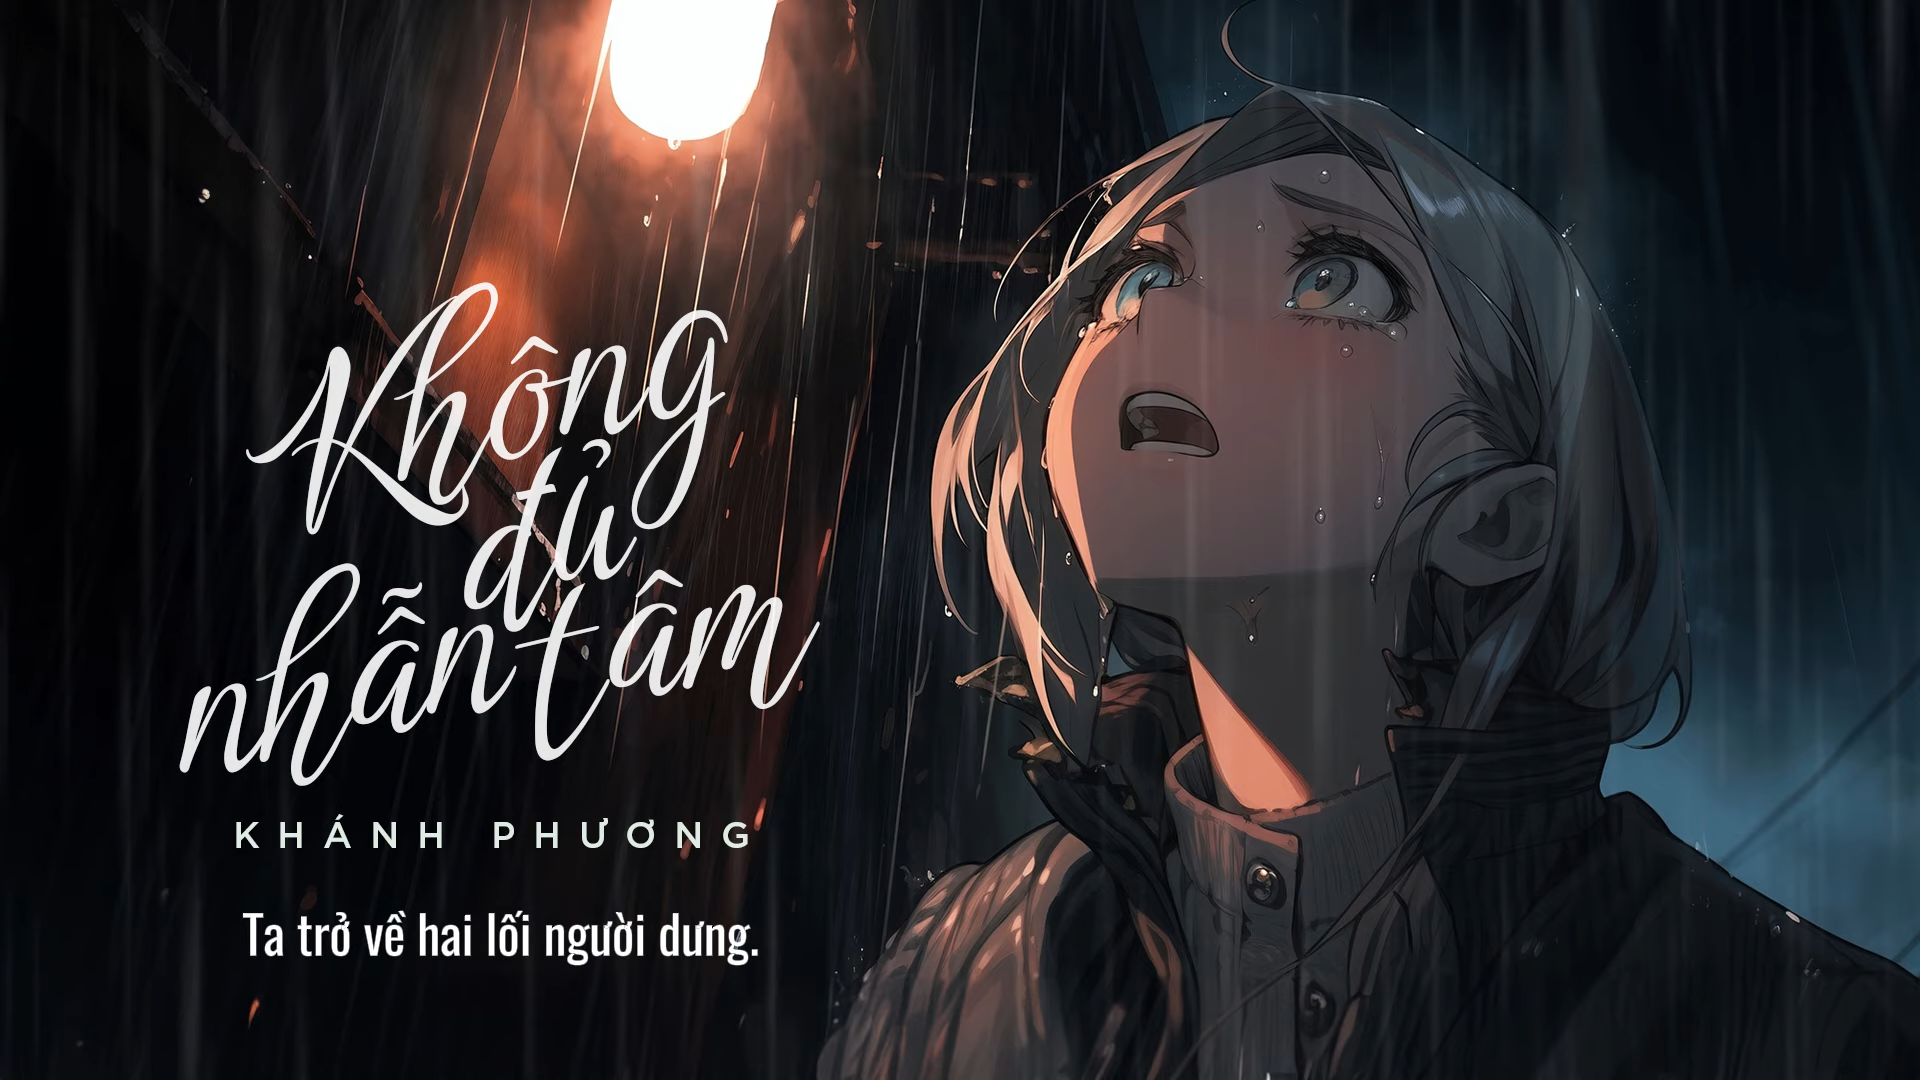 Không
đủ
nhẫn tâm
KHÁNH PHƯƠNG
Ta trở về hai lối người dưng.